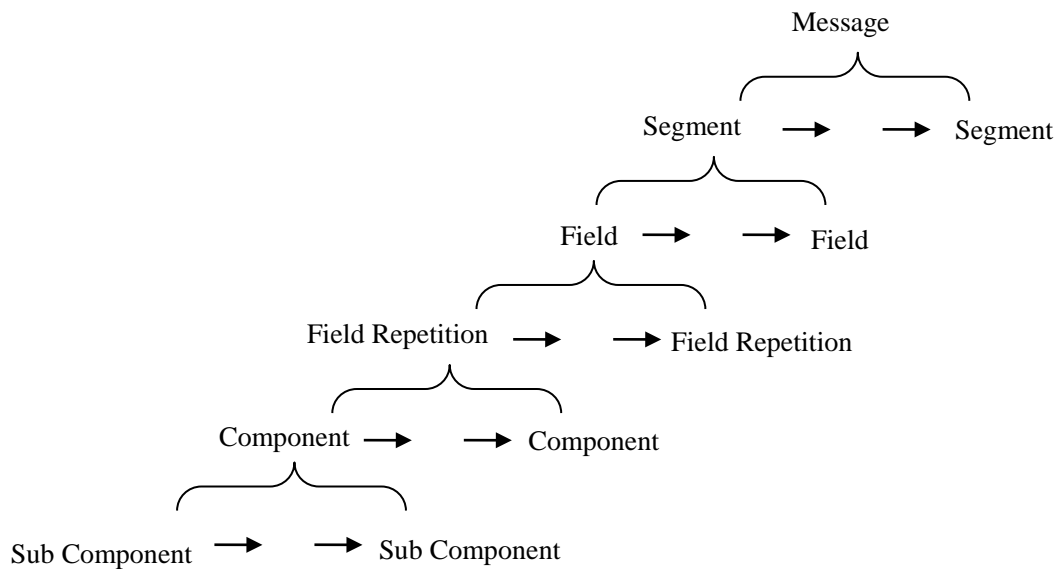 Message
Segment Segment
Field Field
Field Repetition Field Repetition
Component Component
Sub Component Sub Component